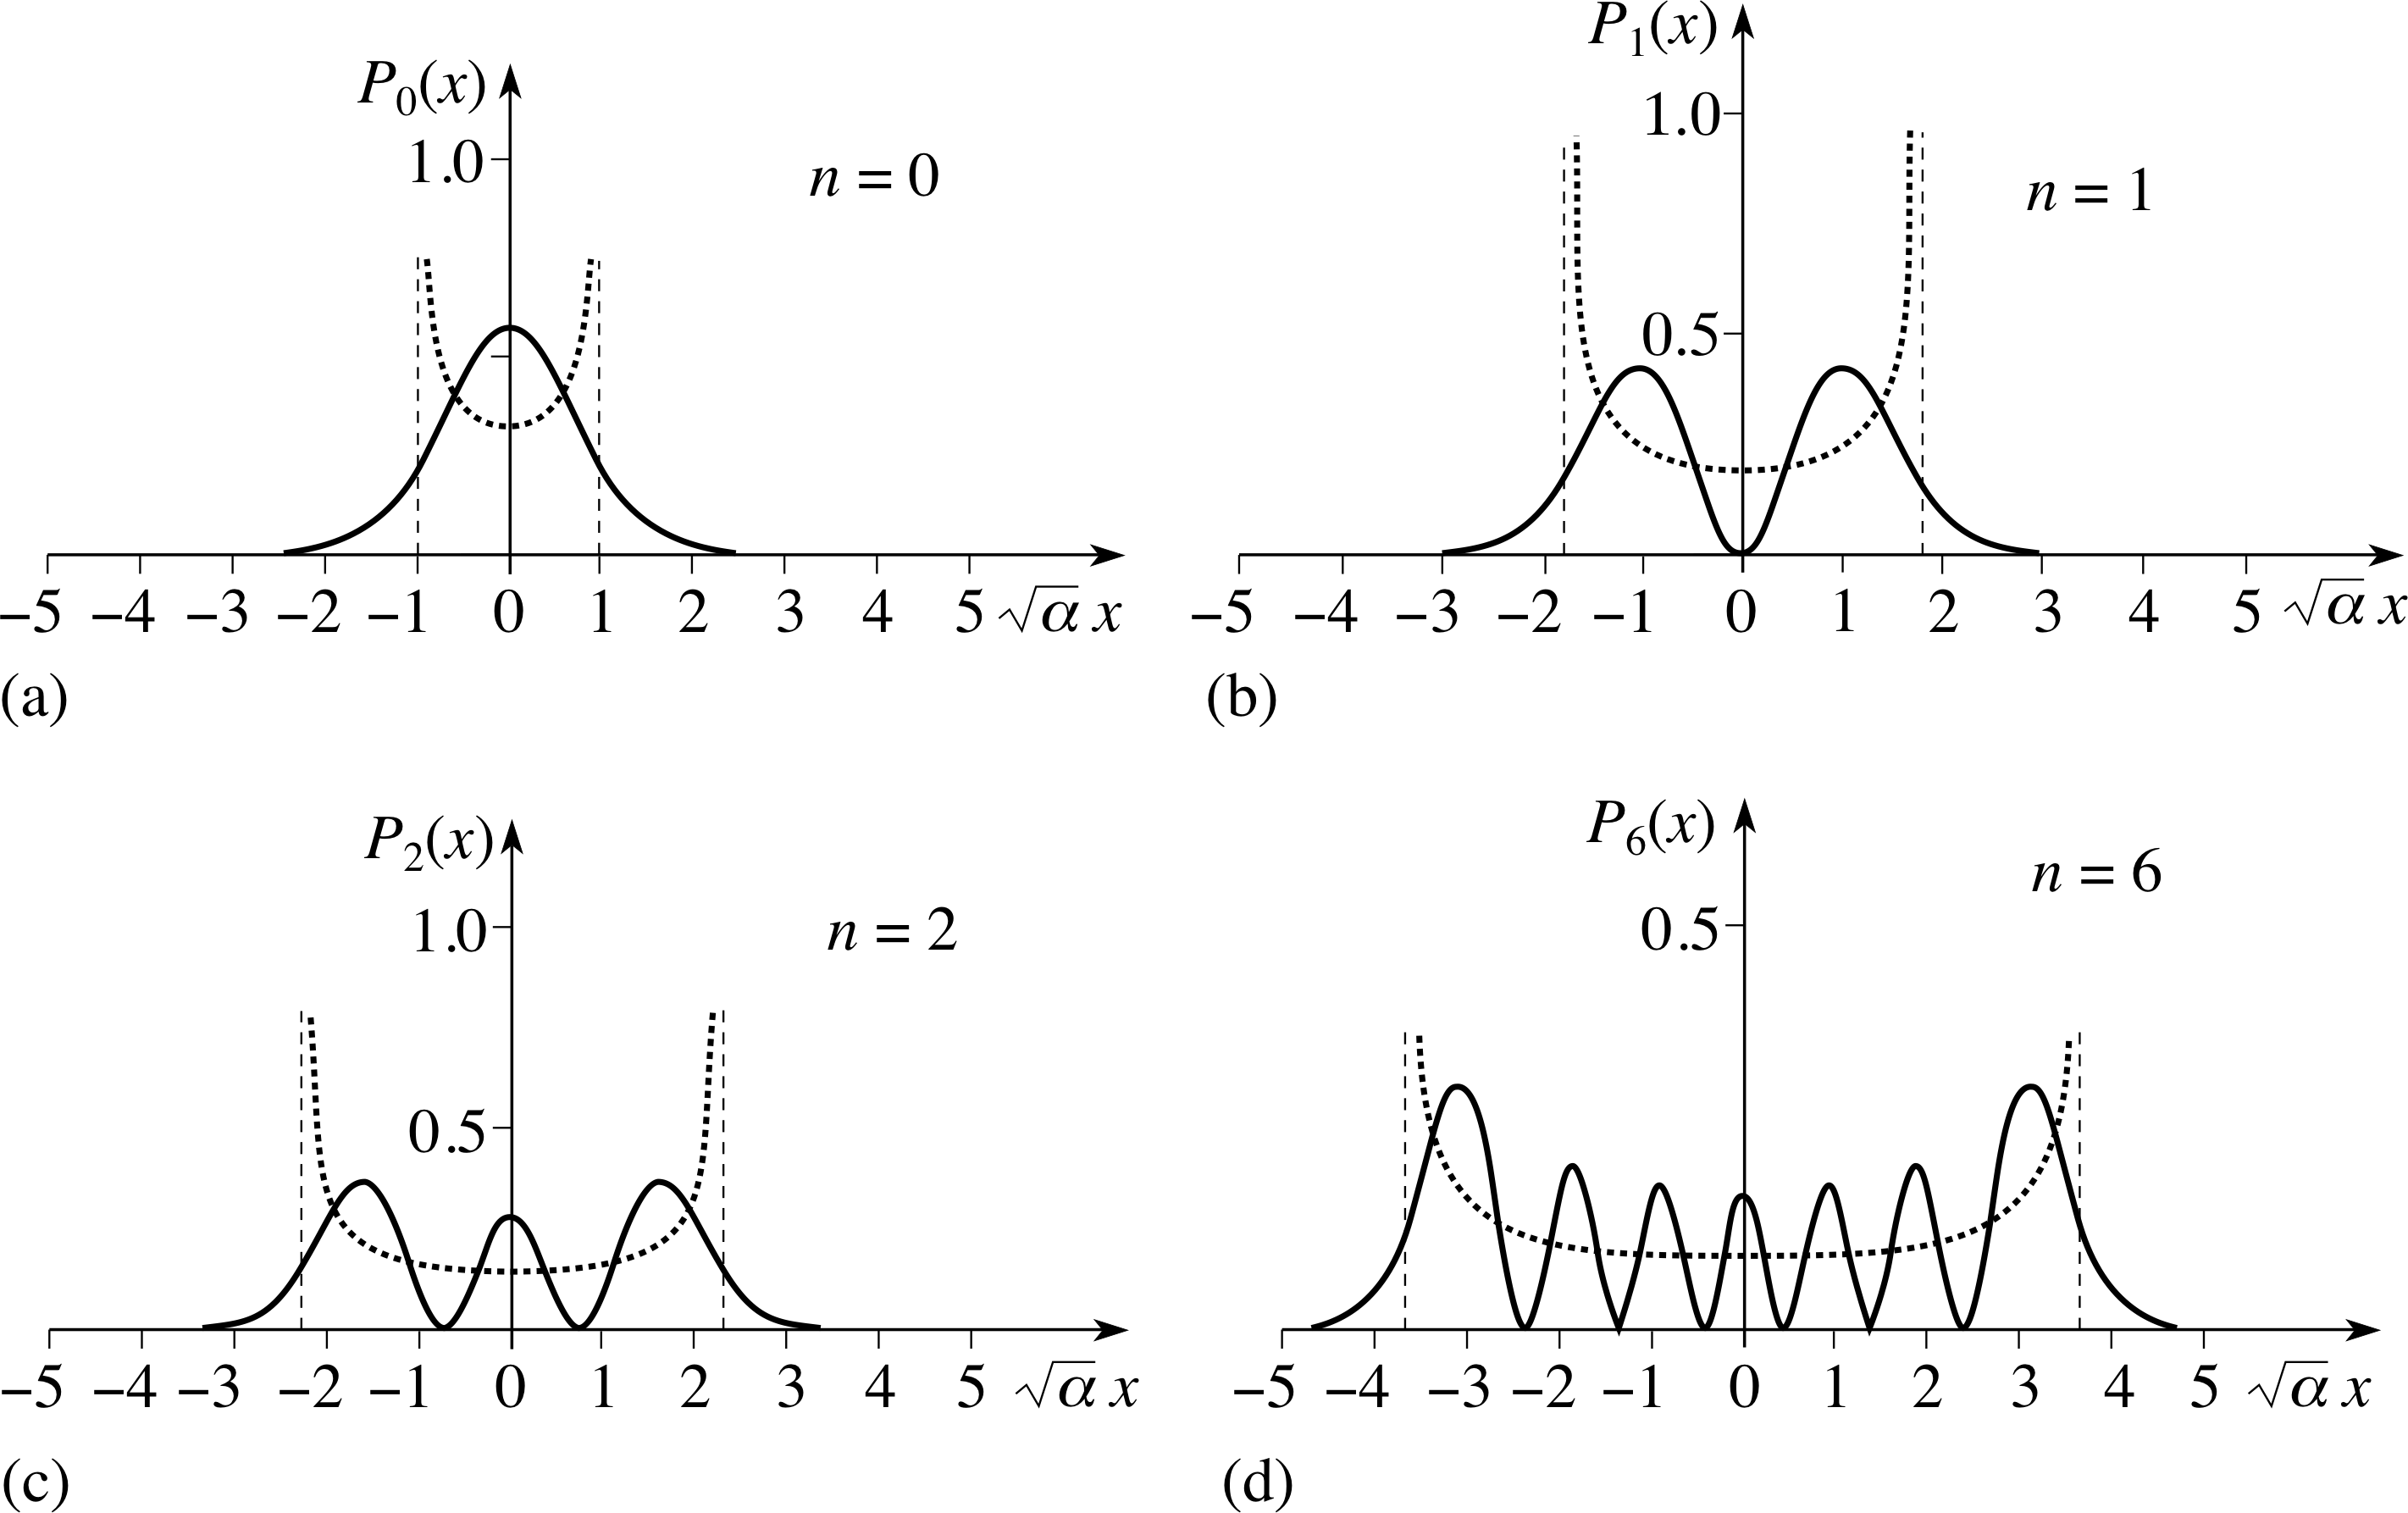 P0(x)
1.0
n = 0
−5 −4 −3 −2 −1 0 1 2 3 4 5 √α x
(a)
P1(x)
1.0
n = 1
0.5
−5 −4 −3 −2 −1 0 1 2 3 4 5 √α x
(b)
P2(x)
1.0
n = 2
0.5
−5 −4 −3 −2 −1 0 1 2 3 4 5 √α x
(c)
P6(x)
n = 6
0.5
−5 −4 −3 −2 −1 0 1 2 3 4 5 √α x
(d)